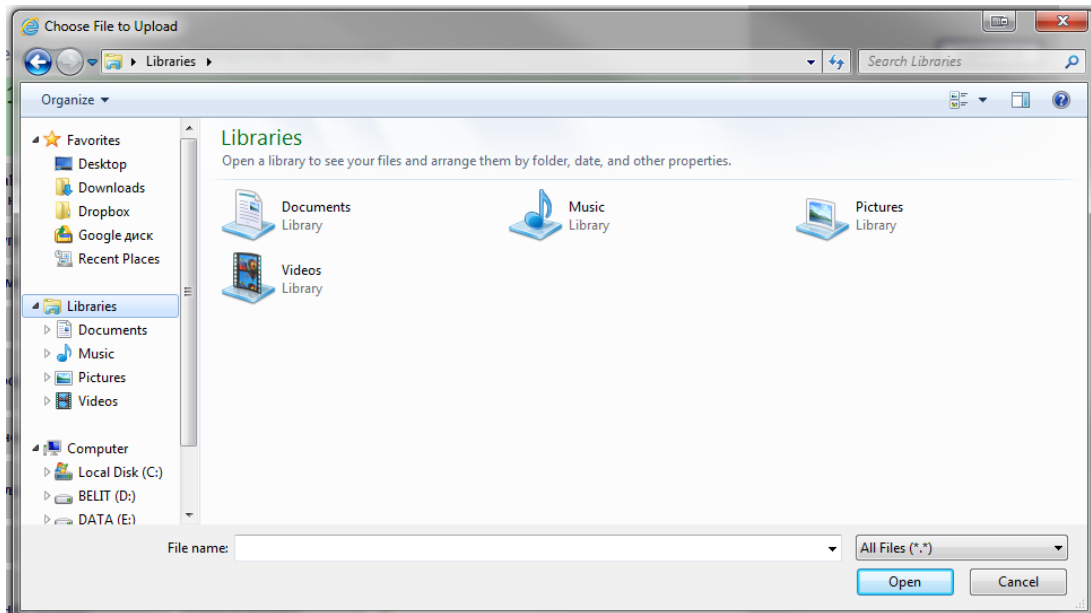 Choose File to Upload
Libraries
Search Libraries
Organize
Favorites
Desktop
Downloads
Dropbox
Google диск
Recent Places
Libraries
Documents
Music
Pictures
Videos
Computer
Local Disk (C:)
BELIT (D:)
DATA (E:)
Libraries
Open a library to see your files and arrange them by folder, date, and other properties.
Documents
Library
Music
Library
Pictures
Library
Videos
Library
File name:
All Files (*.*)
Open
Cancel